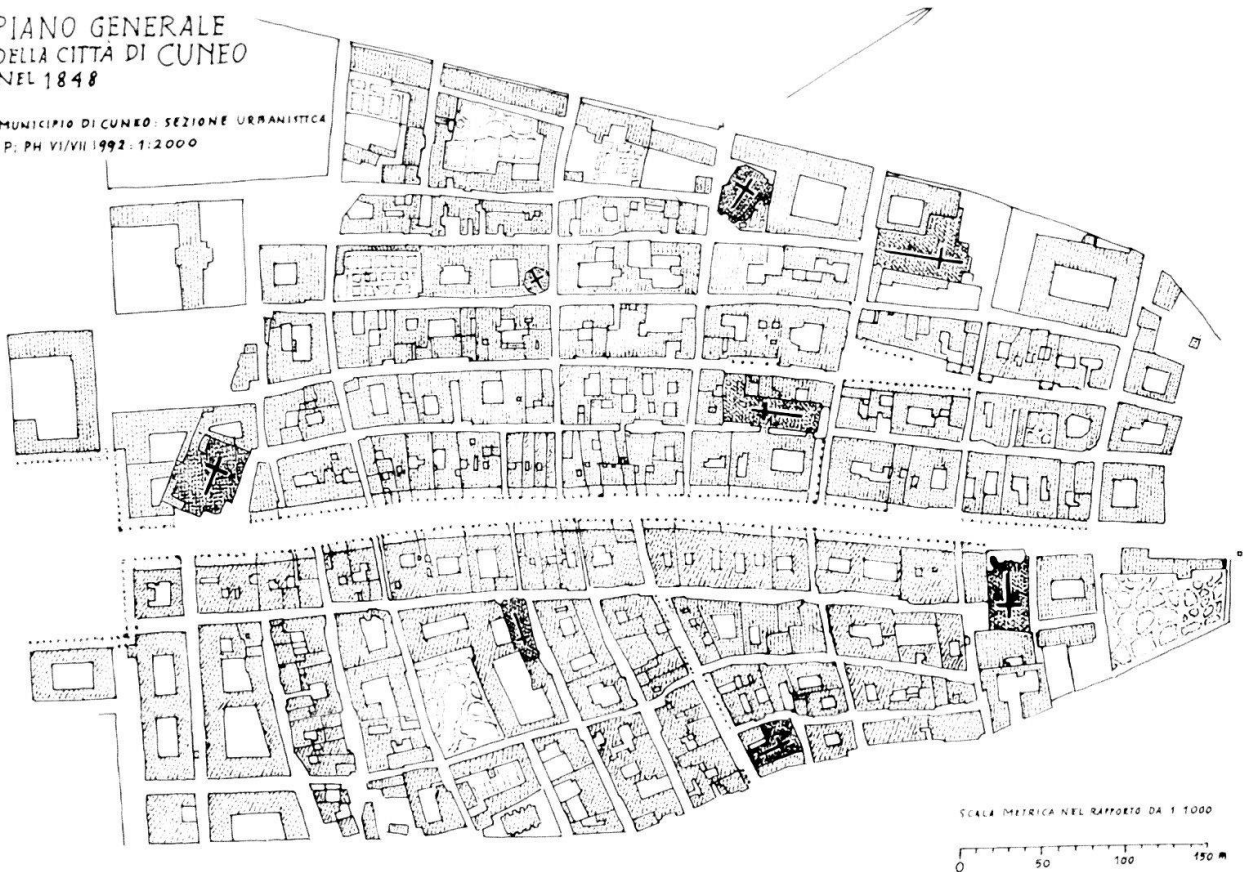 PIANO GENERALE
DELLA CITTÀ DI CUNEO
NEL 1848
MUNICIPIO DI CUNEO: SEZIONE URBANISTICA
P: PH VI/VII 1992: 1:2000
SCALA METRICA NEL RAPPORTO DA 1 1000
0 50 100 150 m